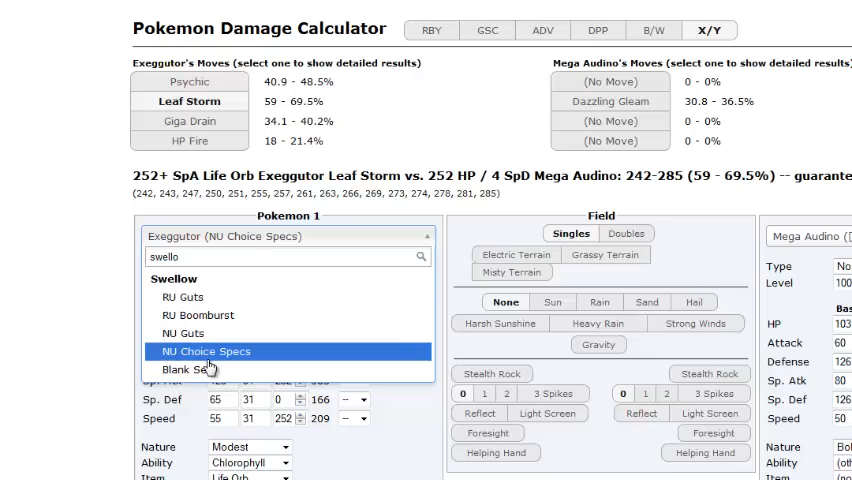 Pokemon Damage Calculator RBY GSC ADV DPP B/W X/Y
Exeggutor's Moves (select one to show detailed results) Mega Audino's Moves (select one to show detailed results)
Psychic 40.9 - 48.5% (No Move) 0 - 0%
Leaf Storm 59 - 69.5% Dazzling Gleam 30.8 - 36.5%
Giga Drain 34.1 - 40.2% (No Move) 0 - 0%
HP Fire 18 - 21.4% (No Move) 0 - 0%
252+ SpA Life Orb Exeggutor Leaf Storm vs. 252 HP / 4 SpD Mega Audino: 242-285 (59 - 69.5%) -- guarante
(242, 243, 247, 250, 251, 255, 257, 261, 263, 266, 269, 273, 274, 278, 281, 285)
Pokemon 1
Exeggutor (NU Choice Specs)
swello
Swellow
RU Guts
RU Boomburst
NU Guts
NU Choice Specs
Blank Se
Sp. Def 65 31 0 166 --
Speed 55 31 252 209 --
Nature Modest
Ability Chlorophyll
Item Life Orb
Field
Singles Doubles
Electric Terrain Grassy Terrain
Misty Terrain
None Sun Rain Sand Hail
Harsh Sunshine Heavy Rain Strong Winds
Gravity
Stealth Rock Stealth Rock
0 1 2 3 Spikes 0 1 2 3 Spikes
Reflect Light Screen Reflect Light Screen
Foresight Foresight
Helping Hand Helping Hand
Mega Audino (
Type No
Level 100
Bas
HP 103
Attack 60
Defense 126
Sp. Atk 80
Sp. Def 126
Speed 50
Nature Bol
Ability (oth
Item